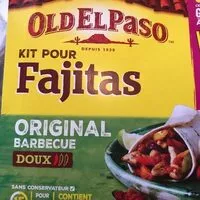 OLD EL PASO
DEPUIS 1938
KIT POUR
Fajitas
ORIGINAL
BARBECUE
DOUX
SANS CONSERVATEUR
POUR
CONTIENT